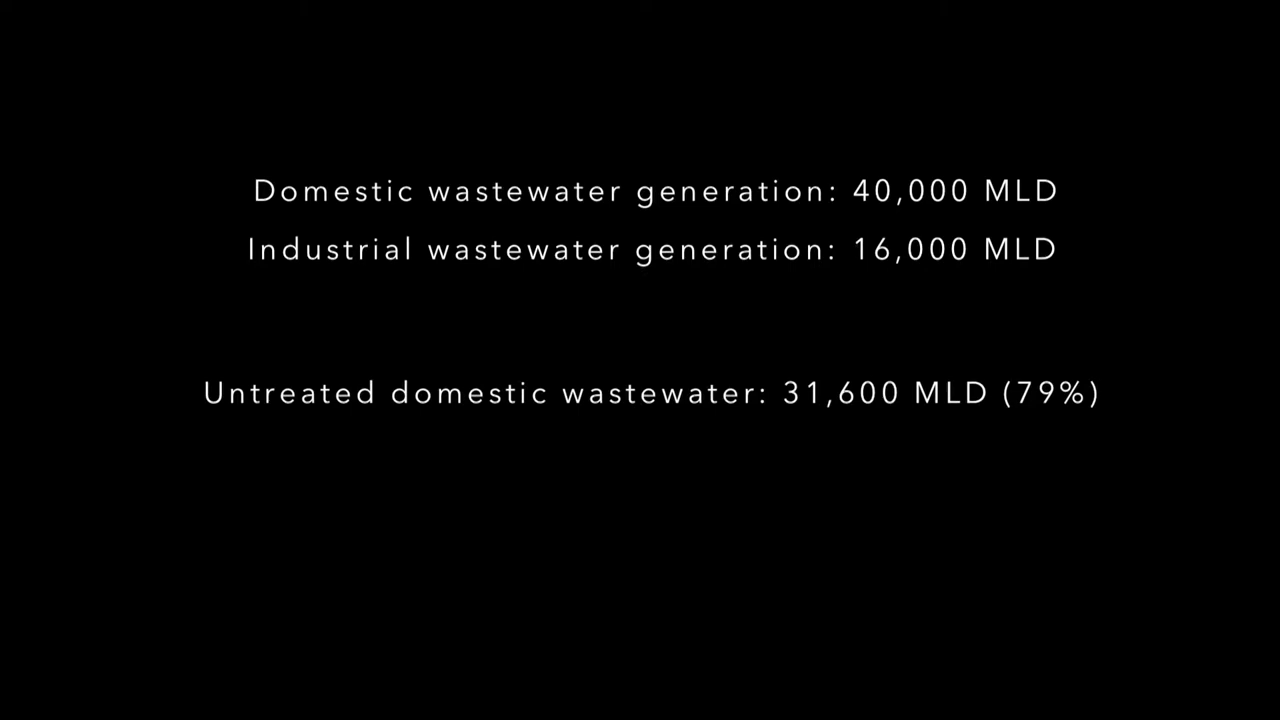 Domestic wastewater generation: 40,000 MLD
Industrial wastewater generation: 16,000 MLD
Untreated domestic wastewater: 31,600 MLD (79%)